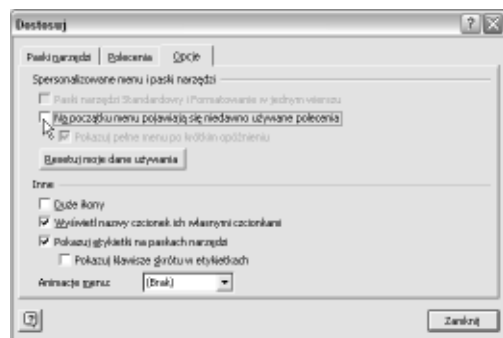 Dostosuj
Paski narzędzi
Polecenia
Opcje
Spersonalizowane menu i paski narzędzi
Paski narzędzi Standardowy i Formatowanie w jednym wierszu
Na początku menu pojawiają się niedawno używane polecenia
Pokazuj pełne menu po krótkim opóźnieniu
Resetuj moje dane używania
Inne
Duże ikony
Wyświetl nazwy czcionek ich własnymi czcionkami
Pokazuj etykietki na paskach narzędzi
Pokazuj klawisze skrótu w etykietkach
Animacje menu: (Brak)
Zamknij